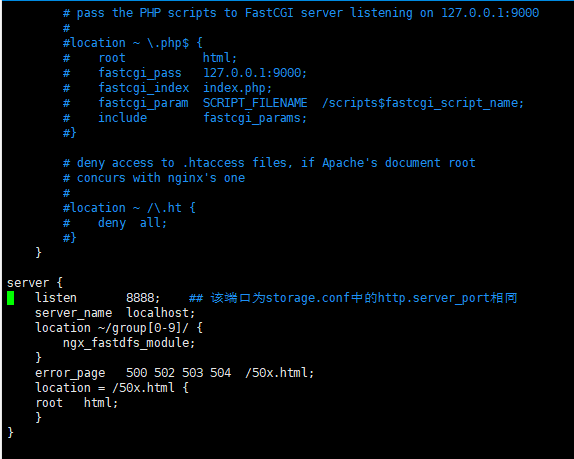 # pass the PHP scripts to FastCGI server listening on 127.0.0.1:9000
#
#location ~ \.php$ {
#    root           html;
#    fastcgi_pass   127.0.0.1:9000;
#    fastcgi_index  index.php;
#    fastcgi_param  SCRIPT_FILENAME  /scripts$fastcgi_script_name;
#    include        fastcgi_params;
#}
# deny access to .htaccess files, if Apache's document root
# concurs with nginx's one
#
#location ~ /\.ht {
#    deny  all;
#}
}
server {
listen       8888;    ## 该端口为storage.conf中的http.server_port相同
server_name  localhost;
location ~/group[0-9]/ {
ngx_fastdfs_module;
}
error_page   500 502 503 504  /50x.html;
location = /50x.html {
root   html;
}
}